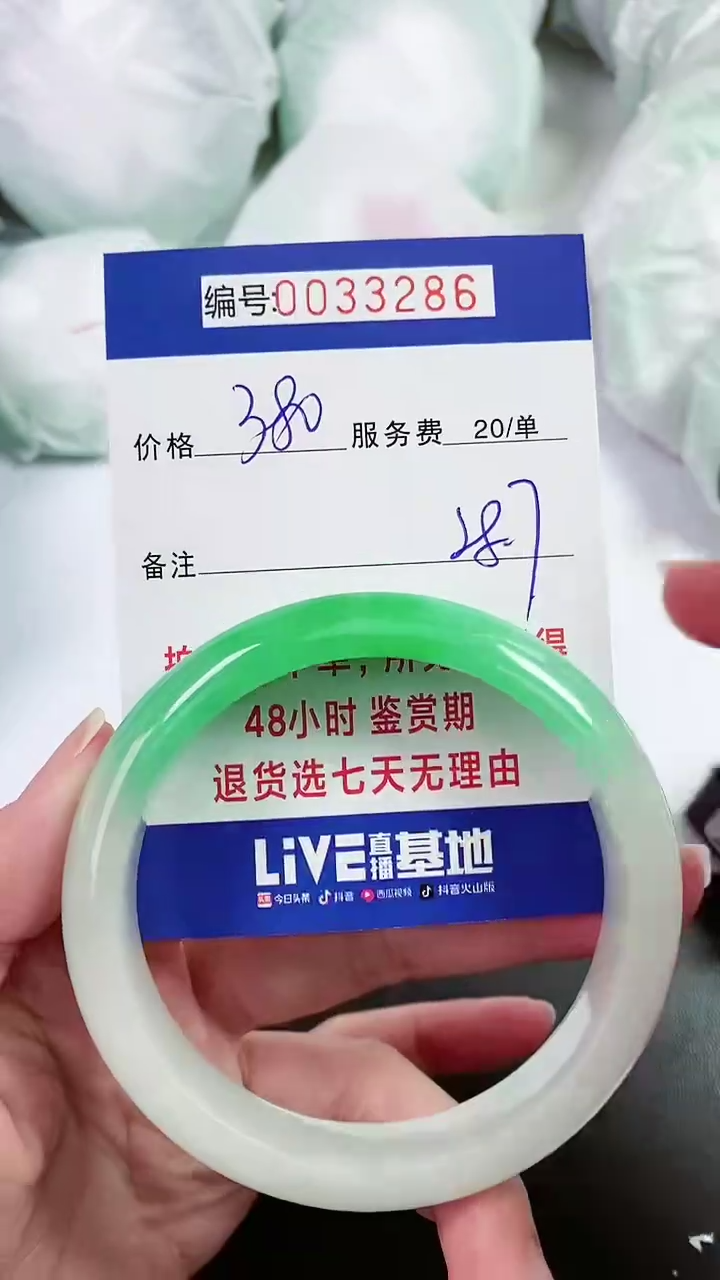 编号:0033286
价格 380 服务费 20/单
备注
48小时 鉴赏期
退货选七天无理由
LiVE直播基地
今日头条 抖音 西瓜视频 抖音火山版